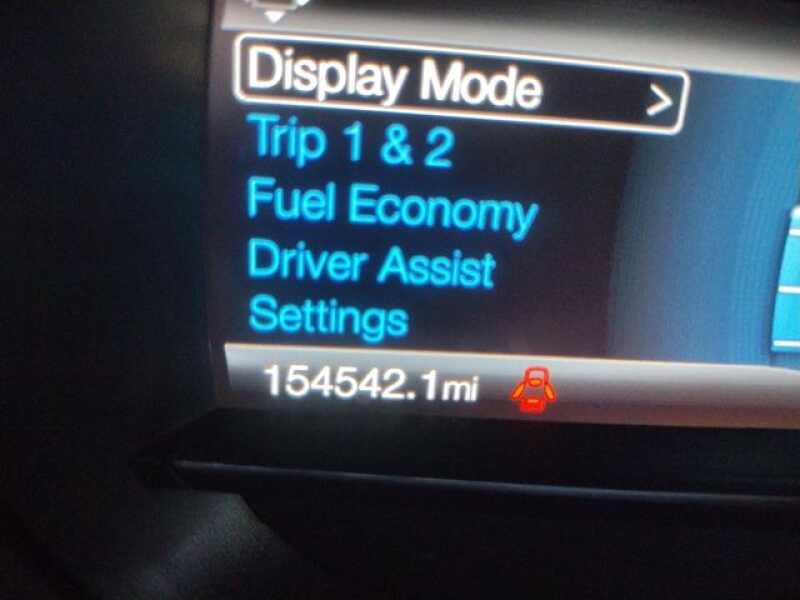 Display Mode >
Trip 1 & 2
Fuel Economy
Driver Assist
Settings
154542.1mi